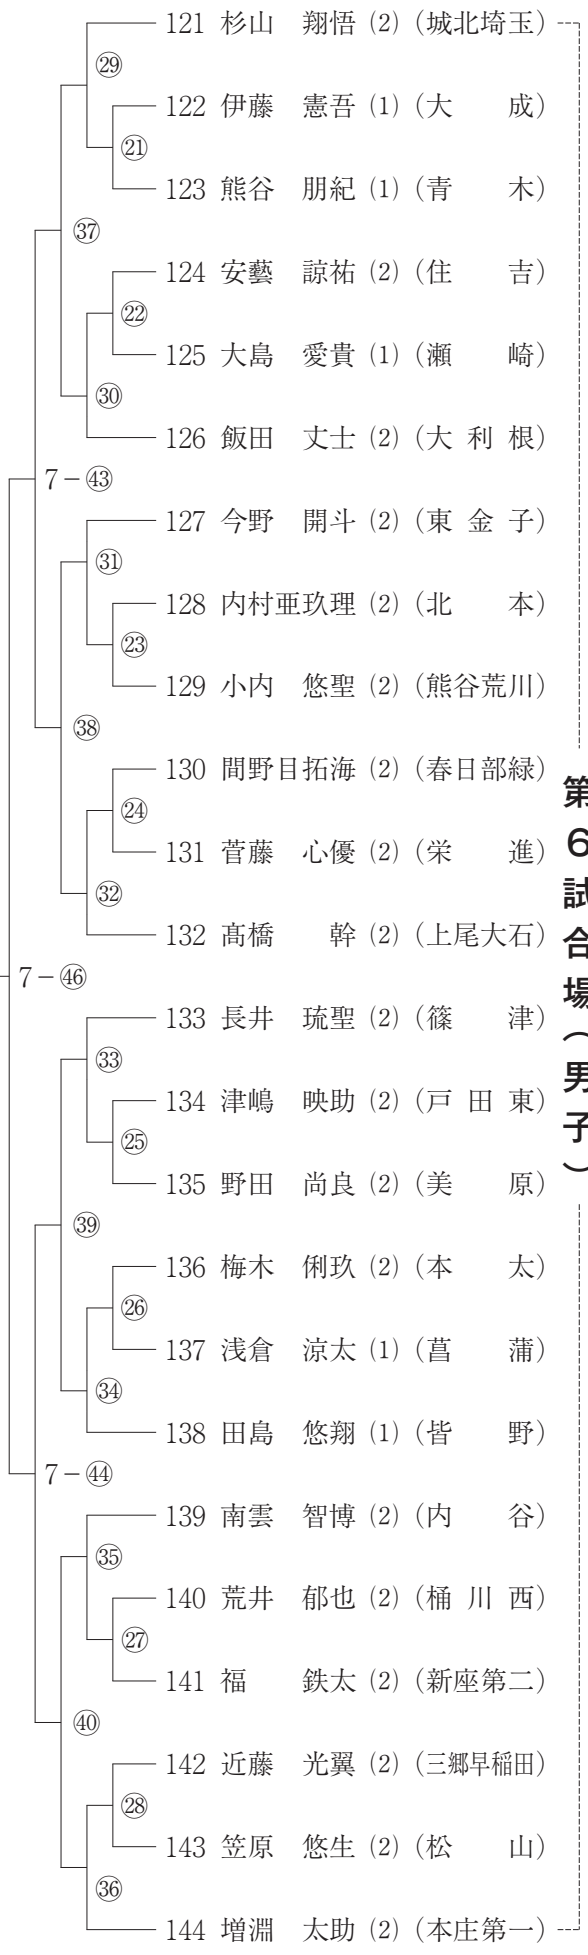 121 杉山 翔悟 (2) (城北埼玉)
㉙
122 伊藤 憲吾 (1) (大 成)
㉑
123 熊谷 朋紀 (1) (青 木)
㊲
124 安藝 諒祐 (2) (住 吉)
㉒
125 大島 愛貴 (1) (瀬 崎)
㉚
126 飯田 丈士 (2) (大 利 根)
7-㊸
127 今野 開斗 (2) (東 金 子)
㉛
128 内村亜玖理 (2) (北 本)
㉓
129 小内 悠聖 (2) (熊谷荒川)
㊳
130 間野目拓海 (2) (春日部緑)
㉔
131 菅藤 心優 (2) (栄 進)
㉜
132 髙橋 幹 (2) (上尾大石)
7-㊻
133 長井 琉聖 (2) (篠 津)
㉝
134 津嶋 映助 (2) (戸 田 東)
㉕
135 野田 尚良 (2) (美 原)
㊴
136 梅木 俐玖 (2) (本 太)
㉖
137 浅倉 涼太 (1) (菖 蒲)
㉞
138 田島 悠翔 (1) (皆 野)
7-㊹
139 南雲 智博 (2) (内 谷)
㉟
140 荒井 郁也 (2) (桶 川 西)
㉗
141 福 鉄太 (2) (新座第二)
㊵
142 近藤 光翼 (2) (三郷早稲田)
㉘
143 笠原 悠生 (2) (松 山)
㊱
144 増淵 太助 (2) (本庄第一)
第6試合場(男子)